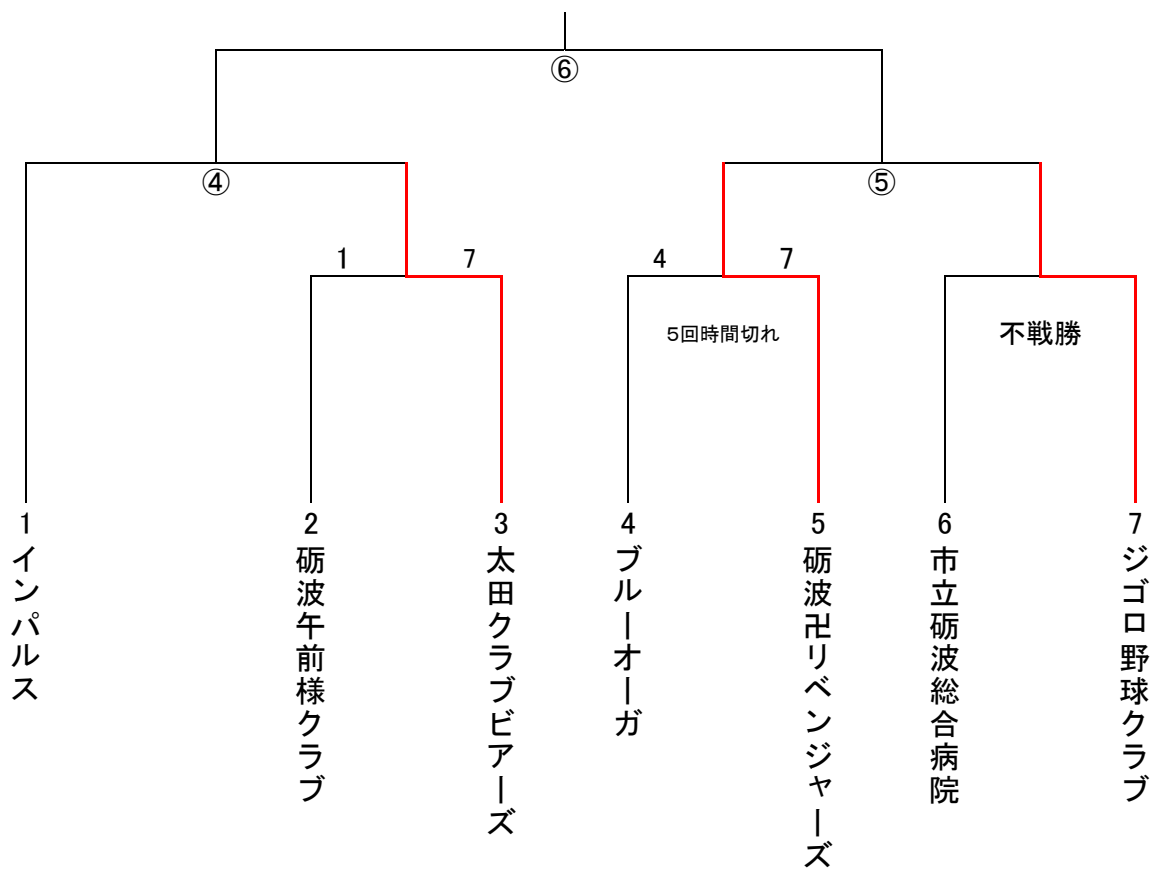 ⑥
④
⑤
1
7
4
7
5回時間切れ
不戦勝
1
インパルス
2
砺波午前様クラブ
3
太田クラブビアーズ
4
ブルーオーガ
5
砺波卍リベンジャーズ
6
市立砺波総合病院
7
ジゴロ野球クラブ